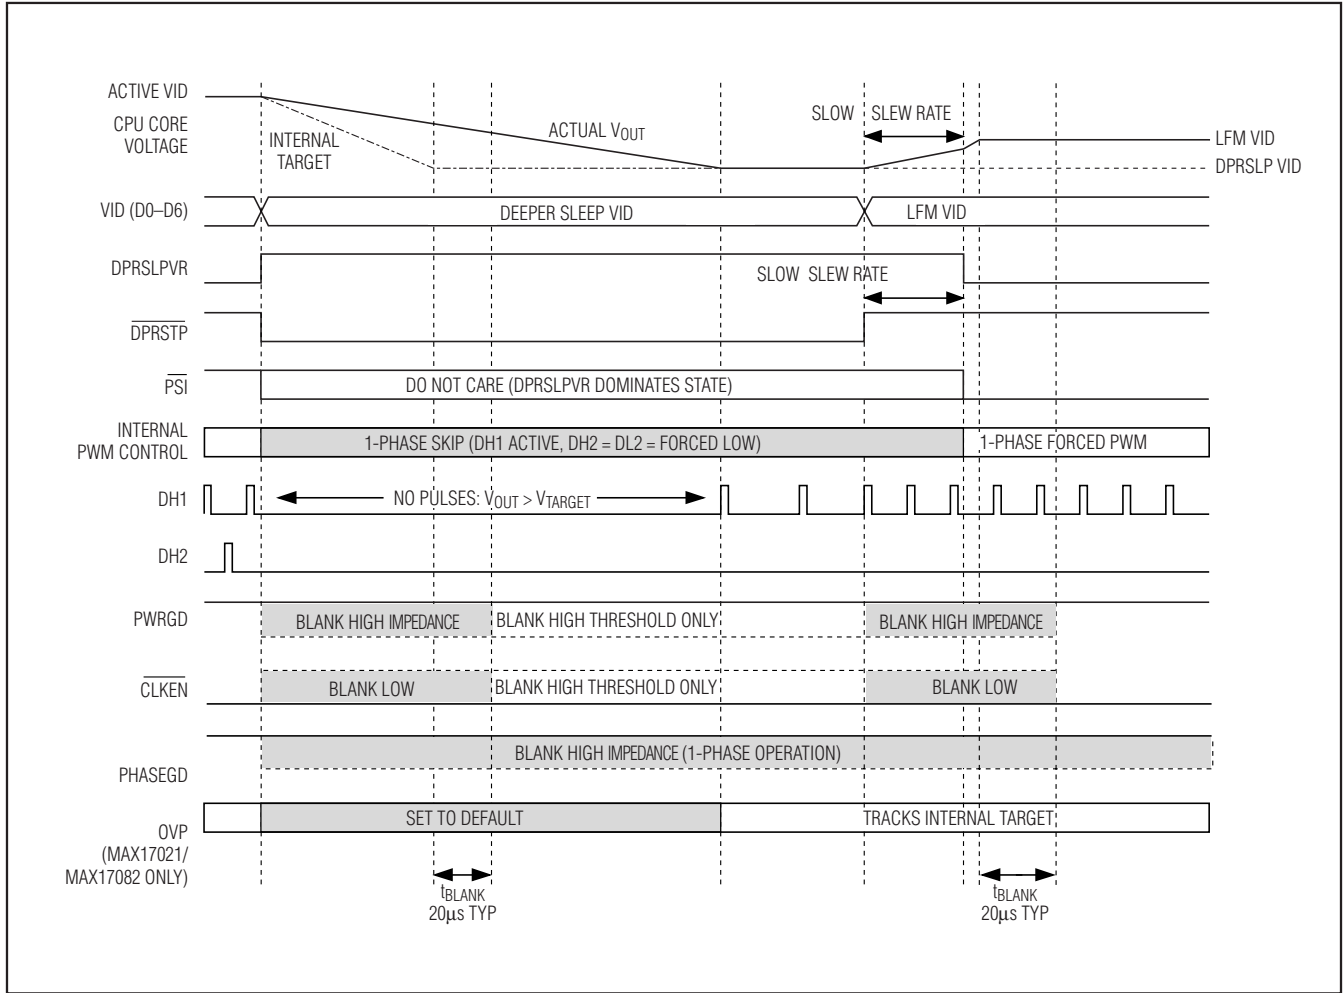 ACTIVE VID
CPU CORE
VOLTAGE
INTERNAL
TARGET
ACTUAL VOUT
SLOW SLEW RATE
LFM VID
DPRSLP VID
VID (D0–D6)
DEEPER SLEEP VID
LFM VID
DPRSLPVR
SLOW SLEW RATE
DPRSTP
PSI
DO NOT CARE (DPRSLPVR DOMINATES STATE)
INTERNAL
PWM CONTROL
1-PHASE SKIP (DH1 ACTIVE, DH2 = DL2 = FORCED LOW)
1-PHASE FORCED PWM
DH1
NO PULSES: VOUT > VTARGET
DH2
PWRGD
BLANK HIGH IMPEDANCE
BLANK HIGH THRESHOLD ONLY
BLANK HIGH IMPEDANCE
CLKEN
BLANK LOW
BLANK HIGH THRESHOLD ONLY
BLANK LOW
PHASEGD
BLANK HIGH IMPEDANCE (1-PHASE OPERATION)
OVP
(MAX17021/
MAX17082 ONLY)
SET TO DEFAULT
TRACKS INTERNAL TARGET
tBLANK
20µs TYP
tBLANK
20µs TYP